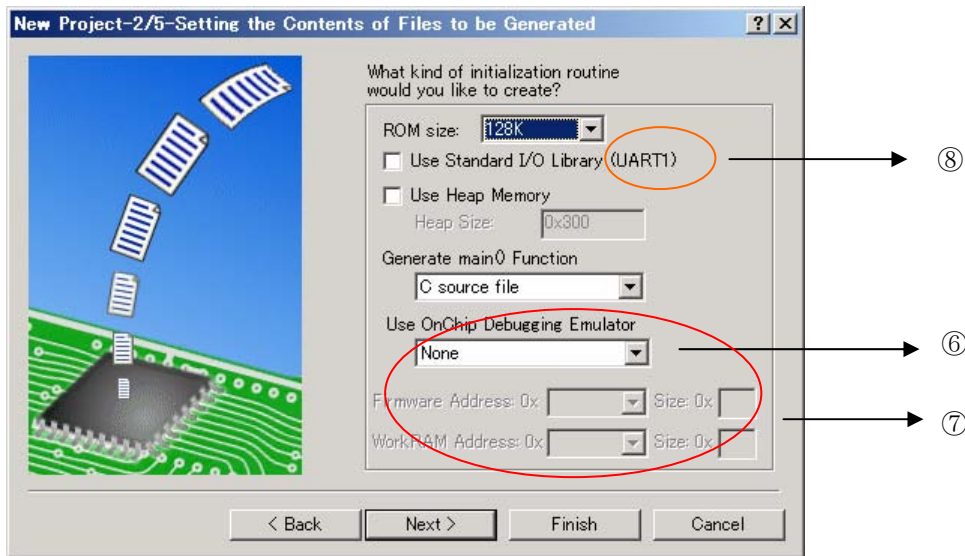 New Project-2/5-Setting the Contents of Files to be Generated
What kind of initialization routine
would you like to create?
ROM size: 128K
Use Standard I/O Library (UART1)
⑧
Use Heap Memory
Heap Size: 0x300
Generate main() Function
C source file
Use OnChip Debugging Emulator
None
⑥
Firmware Address: 0x Size: 0x
⑦
WorkRAM Address: 0x Size: 0x
< Back Next > Finish Cancel